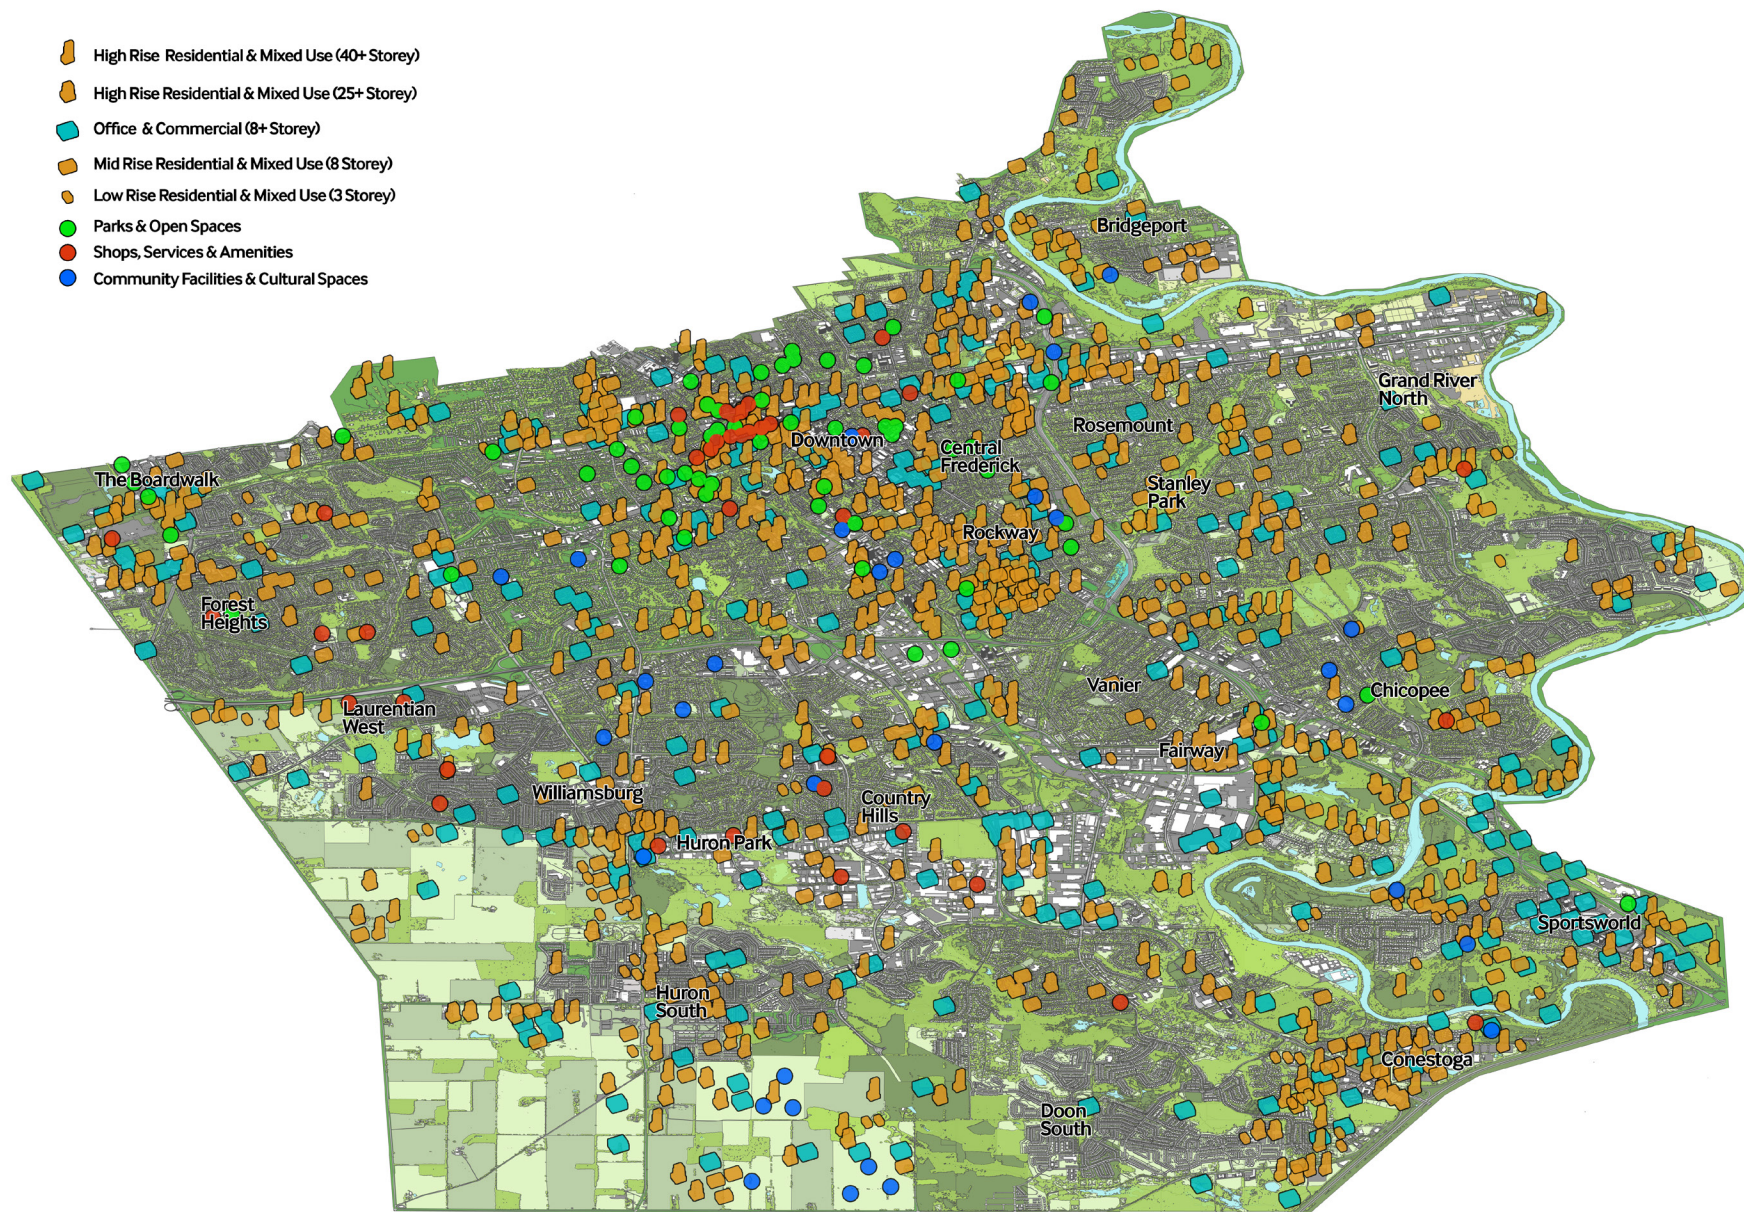 High Rise Residential & Mixed Use (40+ Storey)
High Rise Residential & Mixed Use (25+ Storey)
Office & Commercial (8+ Storey)
Mid Rise Residential & Mixed Use (8 Storey)
Low Rise Residential & Mixed Use (3 Storey)
Parks & Open Spaces
Shops, Services & Amenities
Community Facilities & Cultural Spaces
Bridgeport
Grand River
North
Rosemount
Downtown
Central
Frederick
The Boardwalk
Stanley
Park
Rockway
Forest
Heights
Vanier
Chicopee
Laurentian
West
Fairway
Williamsburg
Country
Hills
Huron Park
Sportsworld
Huron
South
Conestoga
Doon
South